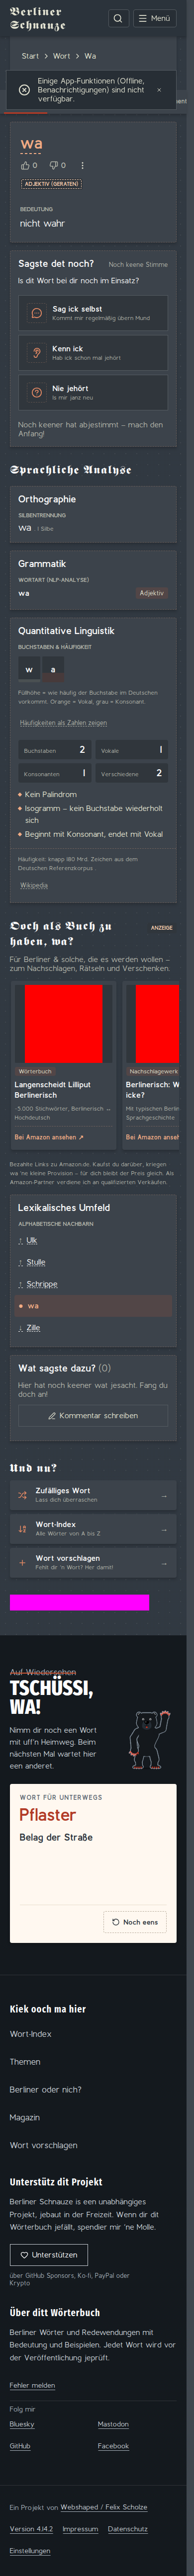 Berliner
Schnauze
Menü
Start > Wort > Wa
Einige App-Funktionen (Offline,
Benachrichtigungen) sind nicht
verfügbar.
wa
0
0
ADJEKTIV (GERATEN)
BEDEUTUNG
nicht wahr
Sagste det noch?
Noch keene Stimme
Is dit Wort bei dir noch im Einsatz?
Sag ick selbst
Kommt mir regelmäßig übern Mund
Kenn ick
Hab ick schon mal jehört
Nie jehört
Is mir janz neu
Noch keener hat abjestimmt – mach den
Anfang!
Sprachliche Analyse
Orthographie
SILBENTRENNUNG
wa · 1 Silbe
Grammatik
WORTART (NLP-ANALYSE)
wa
Adjektiv
Quantitative Linguistik
BUCHSTABEN & HÄUFIGKEIT
w
a
Füllhöhe = wie häufig der Buchstabe im Deutschen
vorkommt. Orange = Vokal, grau = Konsonant.
Häufigkeiten als Zahlen zeigen
Buchstaben 2
Vokale 1
Konsonanten 1
Verschiedene 2
Kein Palindrom
Isogramm – kein Buchstabe wiederholt
sich
Beginnt mit Konsonant, endet mit Vokal
Häufigkeit: knapp 180 Mrd. Zeichen aus dem
Deutschen Referenzkorpus
Wikipedia
Doch als Buch zu
haben, wa?
ANZEIGE
Für Berliner & solche, die es werden wollen –
zum Nachschlagen, Rätseln und Verschenken.
Wörterbuch
Langenscheidt Lilliput
Berlinerisch
5.000 Stichwörter, Berlinerisch ↔
Hochdeutsch
Bei Amazon ansehen ↗
Nachschlagewerk
Berlinerisch: W
icke?
Mit typischen Berlin
Sprachgeschichte
Bei Amazon anseh
Bezahlte Links zu Amazon.de. Kaufst du darüber, kriegen
wa 'ne kleine Provision – für dich bleibt der Preis gleich. Als
Amazon-Partner verdiene ich an qualifizierten Verkäufen.
Lexikalisches Umfeld
ALPHABETISCHE NACHBARN
↑ Ulk
↑ Stulle
↑ Schrippe
wa
↓ Zille
Wat sagste dazu? (0)
Hier hat noch keener wat jesacht. Fang du
doch an!
Kommentar schreiben
Und nu?
Zufälliges Wort
Lass dich überraschen
Wort-Index
Alle Wörter von A bis Z
Wort vorschlagen
Fehlt dir 'n Wort? Her damit!
Auf Wiedersehen
TSCHÜSSI,
WA!
Nimm dir noch een Wort
mit uff'n Heimweg. Beim
nächsten Mal wartet hier
een anderet.
WORT FÜR UNTERWEGS
Pflaster
Belag der Straße
Noch eens
Kiek ooch ma hier
Wort-Index
Themen
Berliner oder nich?
Magazin
Wort vorschlagen
Unterstütz dit Projekt
Berliner Schnauze is een unabhängiges
Projekt, jebaut in der Freizeit. Wenn dir dit
Wörterbuch jefällt, spendier mir 'ne Molle.
Unterstützen
über GitHub Sponsors, Ko-fi, PayPal oder
Krypto
Über ditt Wörterbuch
Berliner Wörter und Redewendungen mit
Bedeutung und Beispielen. Jedet Wort wird vor
der Veröffentlichung jeprüft.
Fehler melden
Folg mir
Bluesky
Mastodon
GitHub
Facebook
Ein Projekt von Webshaped / Felix Scholze
Version 4.14.2
Impressum
Datenschutz
Einstellungen